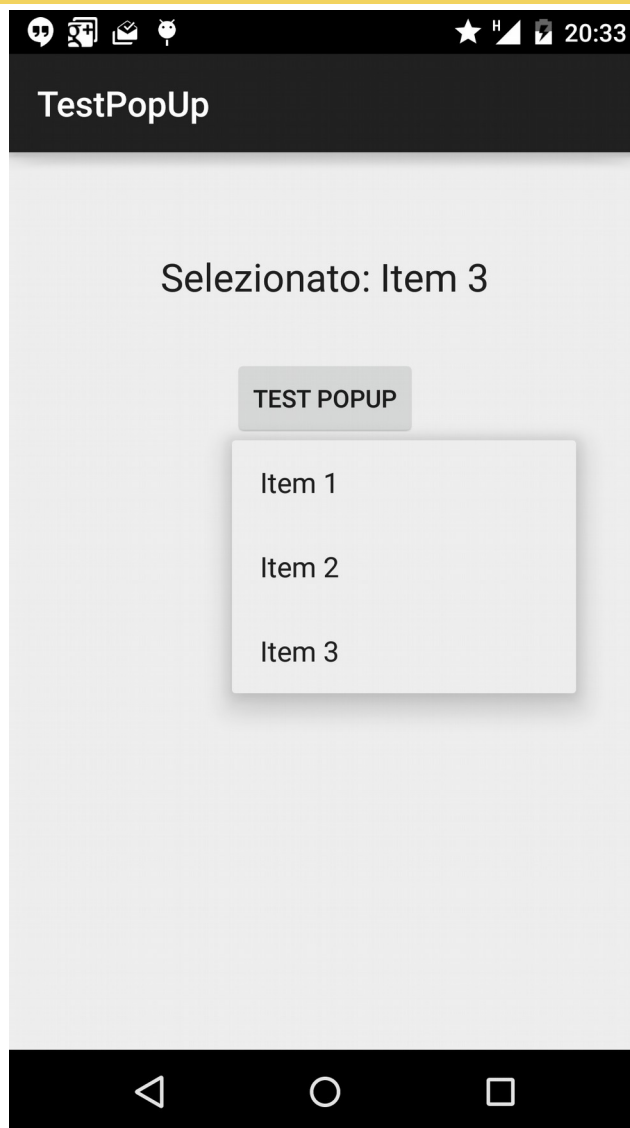 H
20:33
TestPopUp
Selezionato: Item 3
TEST POPUP
Item 1
Item 2
Item 3